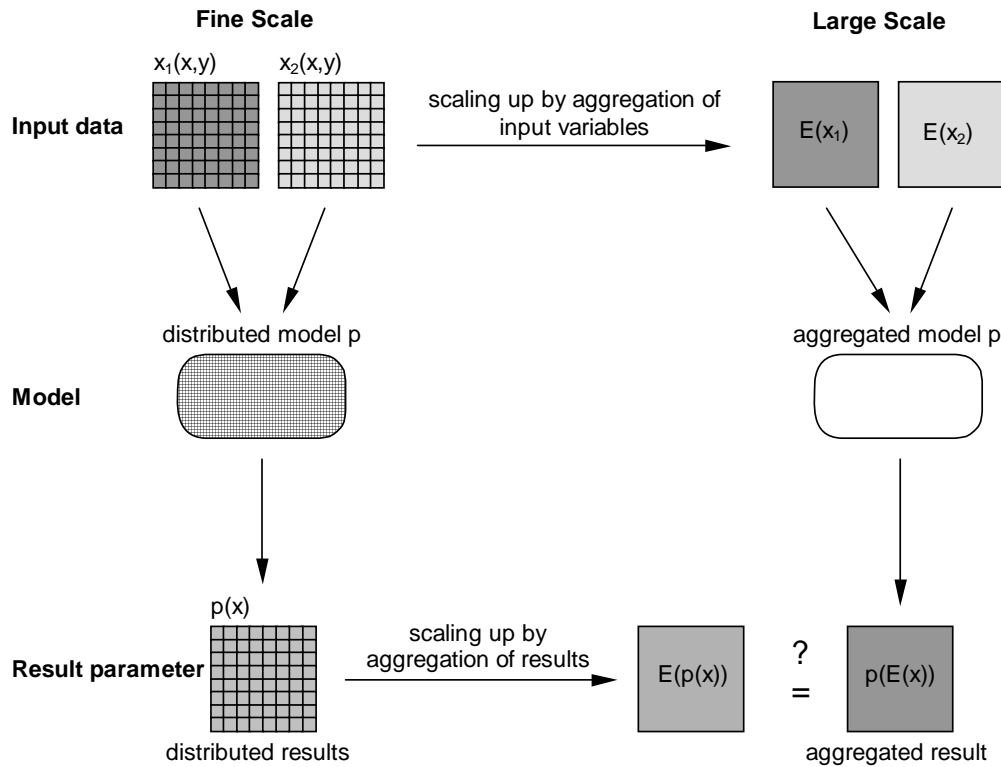 Fine Scale
Large Scale
x₁(x,y)
x₂(x,y)
Input data
scaling up by aggregation of
input variables
E(x₁)
E(x₂)
distributed model p
aggregated model p
Model
p(x)
Result parameter
scaling up by
aggregation of results
E(p(x))
?
=
p(E(x))
distributed results
aggregated result